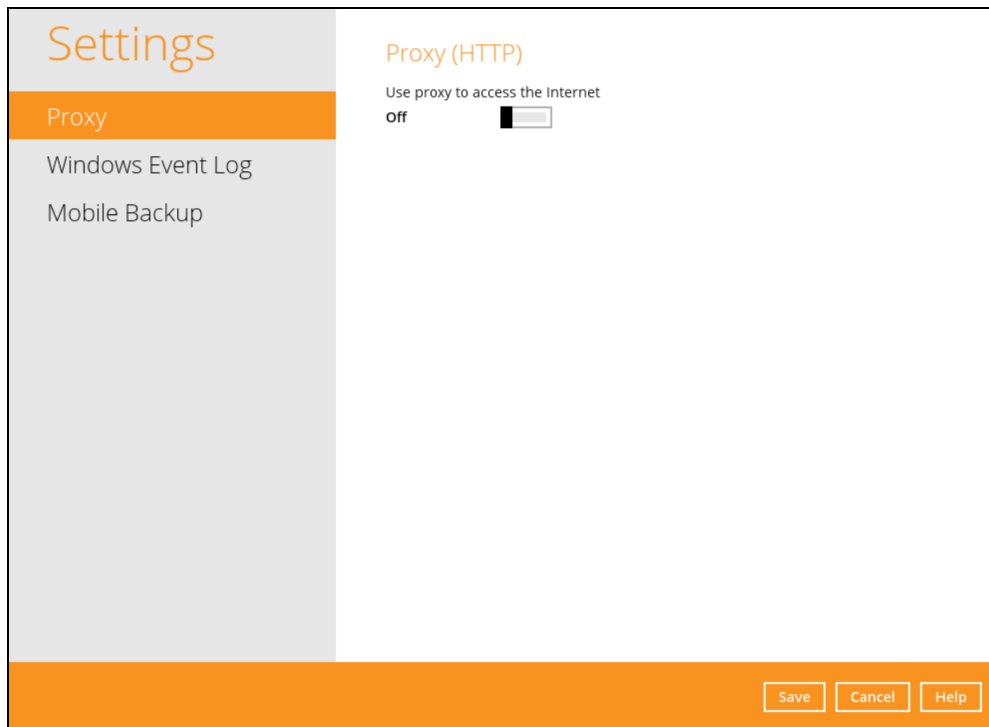 Settings
Proxy
Windows Event Log
Mobile Backup
Proxy (HTTP)
Use proxy to access the Internet
Off
Save Cancel Help